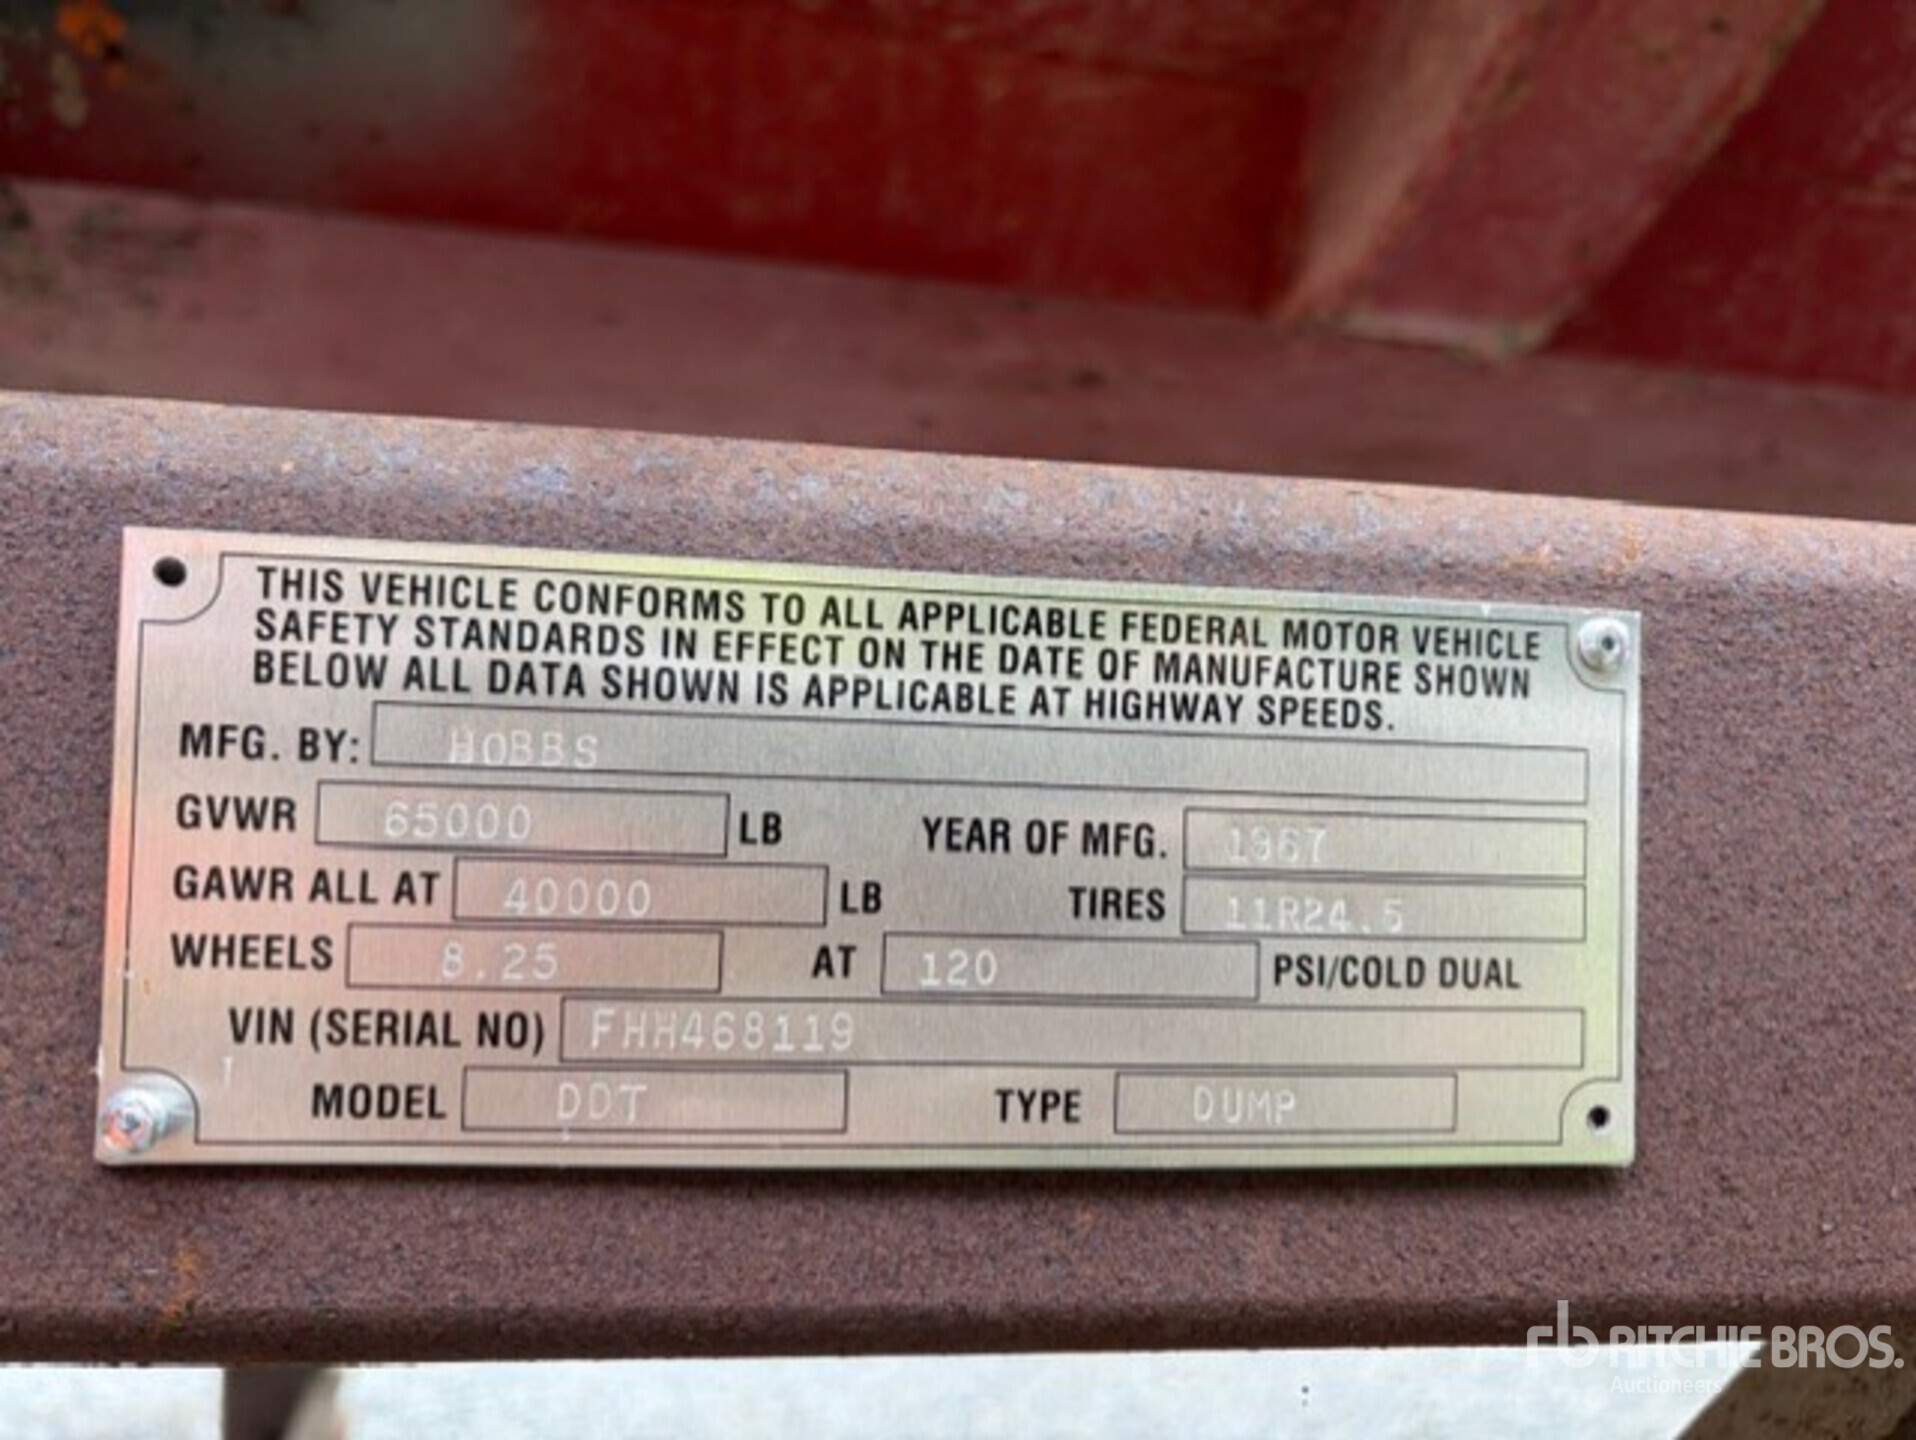 THIS VEHICLE CONFORMS TO ALL APPLICABLE FEDERAL MOTOR VEHICLE
SAFETY STANDARDS IN EFFECT ON THE DATE OF MANUFACTURE SHOWN
BELOW ALL DATA SHOWN IS APPLICABLE AT HIGHWAY SPEEDS.
MFG. BY: HOBBS
GVWR 65000 LB YEAR OF MFG. 1967
GAWR ALL AT 40000 LB TIRES 11R24.5
WHEELS 8.25 AT 120 PSI/COLD DUAL
VIN (SERIAL NO) FHH468119
MODEL DDT TYPE DUMP
rb RITCHIE BROS.
Auctioneers